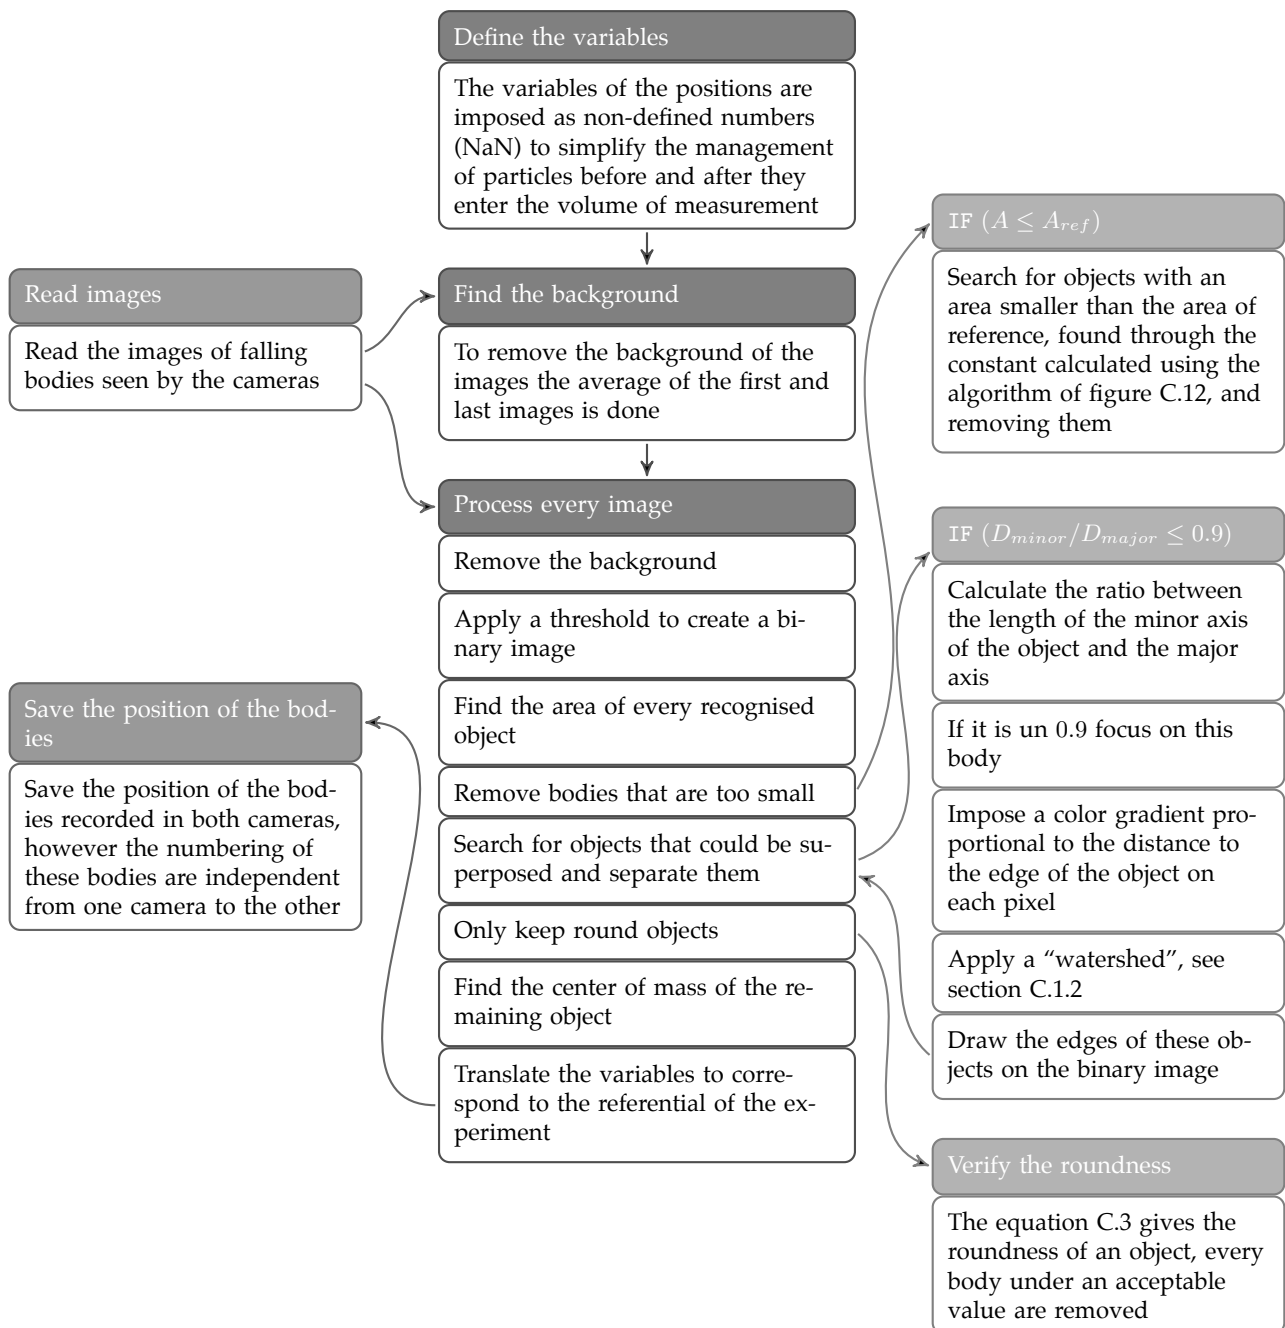 Define the variables
The variables of the positions are
imposed as non-defined numbers
(NaN) to simplify the management
of particles before and after they
enter the volume of measurement
Read images
Read the images of falling
bodies seen by the cameras
Find the background
To remove the background of the
images the average of the first and
last images is done
Process every image
Remove the background
Apply a threshold to create a bi-
nary image
Find the area of every recognised
object
Remove bodies that are too small
Search for objects that could be su-
perposed and separate them
Only keep round objects
Find the center of mass of the re-
maining object
Translate the variables to corre-
spond to the referential of the ex-
periment
Save the position of the bod-
ies
Save the position of the bod-
ies recorded in both cameras,
however the numbering of
these bodies are independent
from one camera to the other
IF (A ≤ A_{ref})
Search for objects with an
area smaller than the area of
reference, found through the
constant calculated using the
algorithm of figure C.12, and
removing them
IF (D_{minor}/D_{major} ≤ 0.9)
Calculate the ratio between
the length of the minor axis
of the object and the major
axis
If it is un 0.9 focus on this
body
Impose a color gradient pro-
portional to the distance to
the edge of the object on
each pixel
Apply a “watershed”, see
section C.1.2
Draw the edges of these ob-
jects on the binary image
Verify the roundness
The equation C.3 gives the
roundness of an object, every
body under an acceptable
value are removed